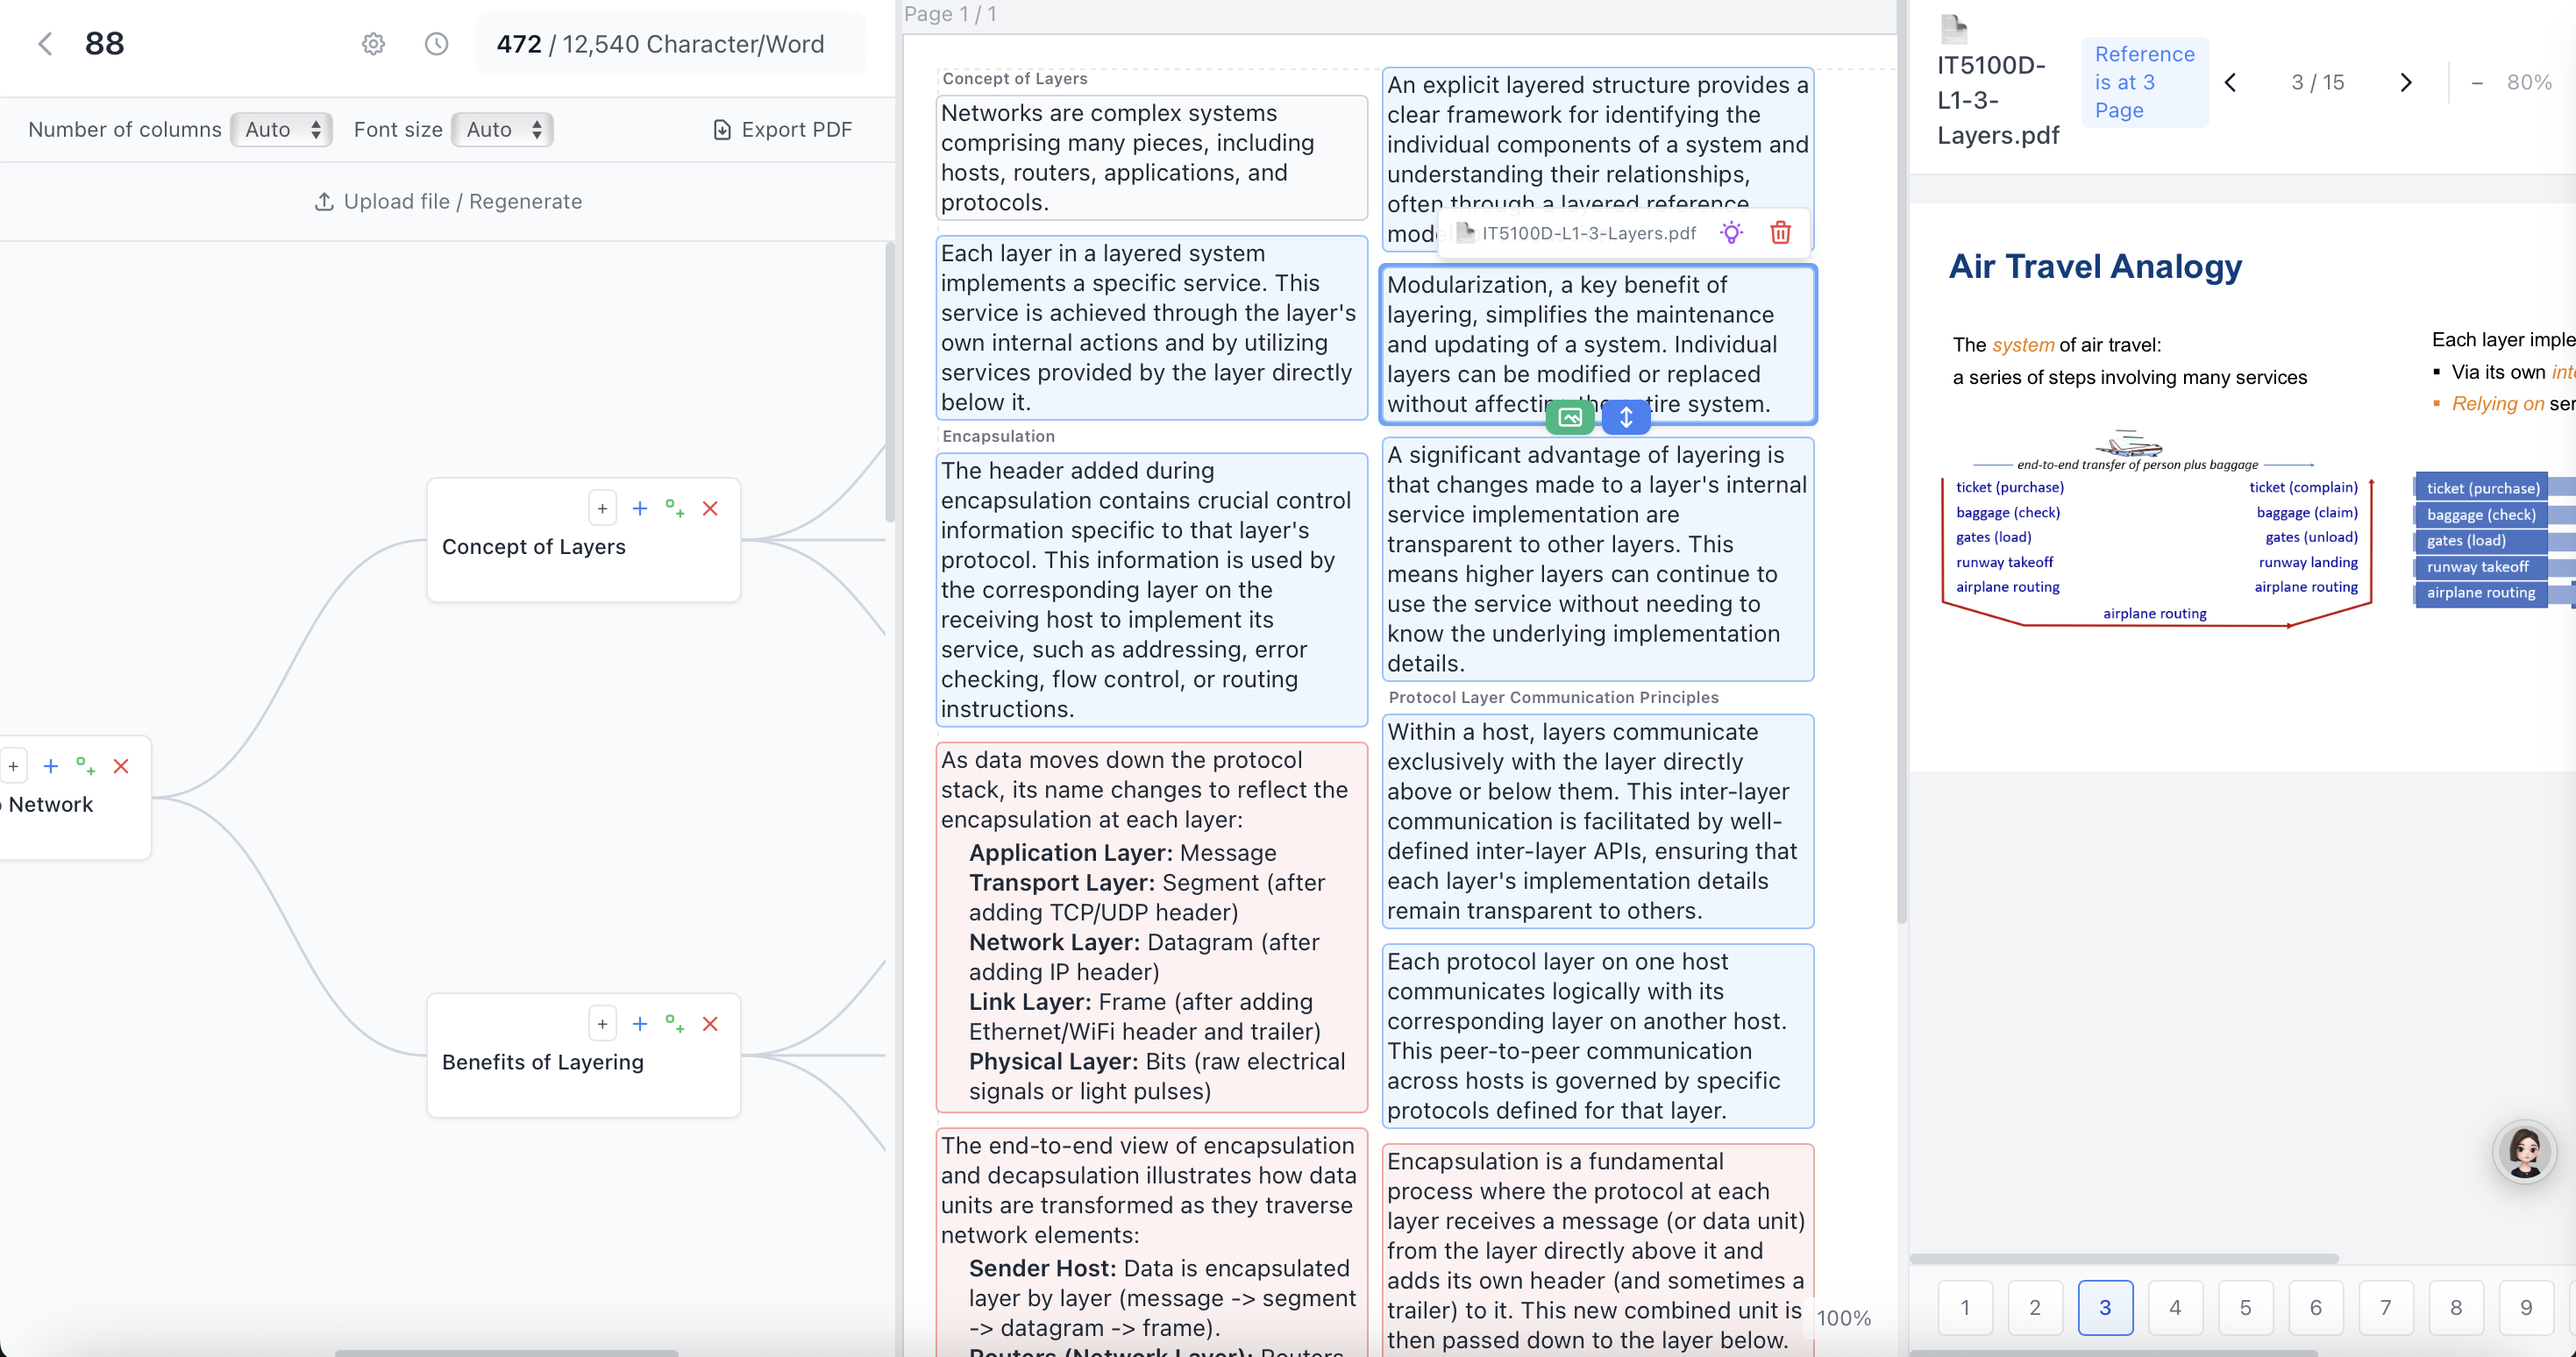 88
472 / 12,540 Character/Word
Number of columns
Auto
Font size
Auto
Export PDF
Upload file / Regenerate
Network
Concept of Layers
Benefits of Layering
Page 1 / 1
Concept of Layers
Networks are complex systems
comprising many pieces, including
hosts, routers, applications, and
protocols.
Each layer in a layered system
implements a specific service. This
service is achieved through the layer's
own internal actions and by utilizing
services provided by the layer directly
below it.
Encapsulation
The header added during
encapsulation contains crucial control
information specific to that layer's
protocol. This information is used by
the corresponding layer on the
receiving host to implement its
service, such as addressing, error
checking, flow control, or routing
instructions.
As data moves down the protocol
stack, its name changes to reflect the
encapsulation at each layer:
Application Layer: Message
Transport Layer: Segment (after
adding TCP/UDP header)
Network Layer: Datagram (after
adding IP header)
Link Layer: Frame (after adding
Ethernet/WiFi header and trailer)
Physical Layer: Bits (raw electrical
signals or light pulses)
The end-to-end view of encapsulation
and decapsulation illustrates how data
units are transformed as they traverse
network elements:
Sender Host: Data is encapsulated
layer by layer (message -> segment
-> datagram -> frame).
Routers (Network Layer): Routers
An explicit layered structure provides a
clear framework for identifying the
individual components of a system and
understanding their relationships,
often through a layered reference
IT5100D-L1-3-Layers.pdf
Modularization, a key benefit of
layering, simplifies the maintenance
and updating of a system. Individual
layers can be modified or replaced
without system.
A significant advantage of layering is
that changes made to a layer's internal
service implementation are
transparent to other layers. This
means higher layers can continue to
use the service without needing to
know the underlying implementation
details.
Protocol Layer Communication Principles
Within a host, layers communicate
exclusively with the layer directly
above or below them. This inter-layer
communication is facilitated by well-
defined inter-layer APIs, ensuring that
each layer's implementation details
remain transparent to others.
Each protocol layer on one host
communicates logically with its
corresponding layer on another host.
This peer-to-peer communication
across hosts is governed by specific
protocols defined for that layer.
Encapsulation is a fundamental
process where the protocol at each
layer receives a message (or data unit)
from the layer directly above it and
adds its own header (and sometimes a
trailer) to it. This new combined unit is
then passed down to the layer below.
100%
IT5100D-
L1-3-
Layers.pdf
Reference
is at 3
Page
3 / 15
80%
Air Travel Analogy
The system of air travel:
a series of steps involving many services
end-to-end transfer of person plus baggage
ticket (purchase)
ticket (complain)
baggage (check)
baggage (claim)
gates (load)
gates (unload)
runway takeoff
runway landing
airplane routing
airplane routing
airplane routing
Each layer imple
Via its own int
Relying on ser
ticket (purchase)
baggage (check)
gates (load)
runway takeoff
airplane routing
1 2 3 4 5 6 7 8 9